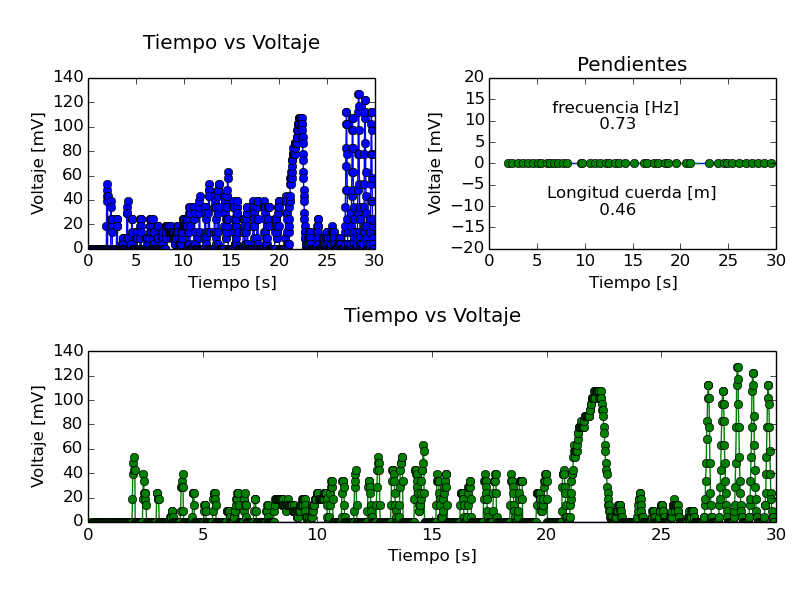 Tiempo vs Voltaje
140
120
100
80
60
40
20
0
0 5 10 15 20 25 30
Voltaje [mV]
Tiempo [s]
Pendientes
20
15
10
5
0
−5
−10
−15
−20
0 5 10 15 20 25 30
Voltaje [mV]
frecuencia [Hz]
0.73
Longitud cuerda [m]
0.46
Tiempo [s]
Tiempo vs Voltaje
140
120
100
80
60
40
20
0
0 5 10 15 20 25 30
Voltaje [mV]
Tiempo [s]